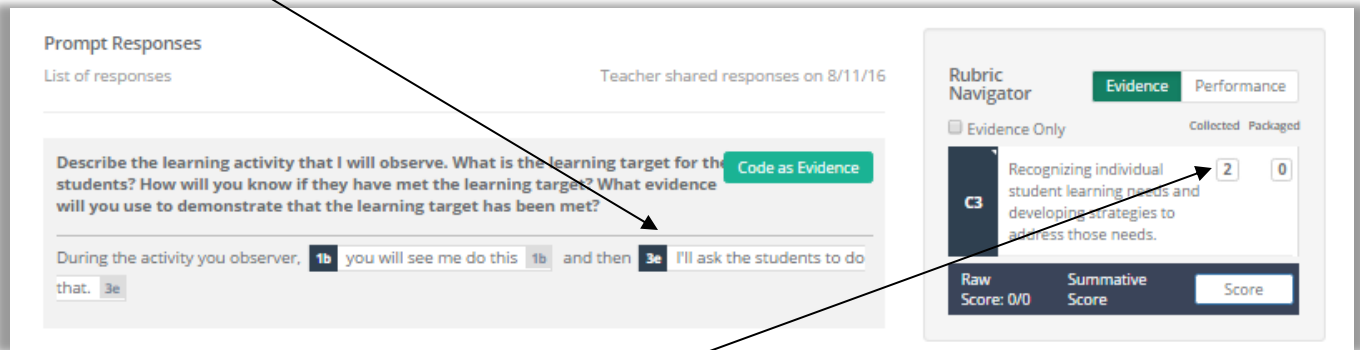 Prompt Responses
List of responses
Teacher shared responses on 8/11/16
Describe the learning activity that I will observe. What is the learning target for the
students? How will you know if they have met the learning target? What evidence
will you use to demonstrate that the learning target has been met?
Code as Evidence
During the activity you observer, 1b you will see me do this 1b and then 3e I'll ask the students to do
that. 3e
Rubric
Navigator
Evidence
Performance
Evidence Only
Collected Packaged
C3
Recognizing individual
student learning needs and
developing strategies to
address those needs.
2
0
Raw
Score: 0/0
Summative
Score
Score